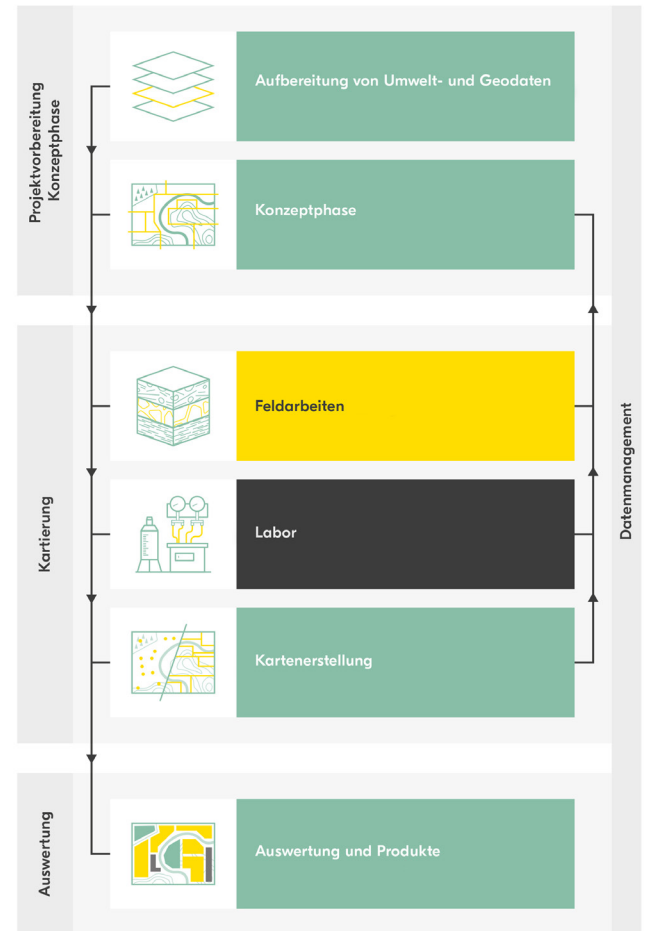 Projektvorbereitung
Konzeptphase
Aufbereitung von Umwelt- und Geodaten
Konzeptphase
Kartierung
Feldarbeiten
Labor
Kartenerstellung
Datenmanagement
Auswertung
Auswertung und Produkte